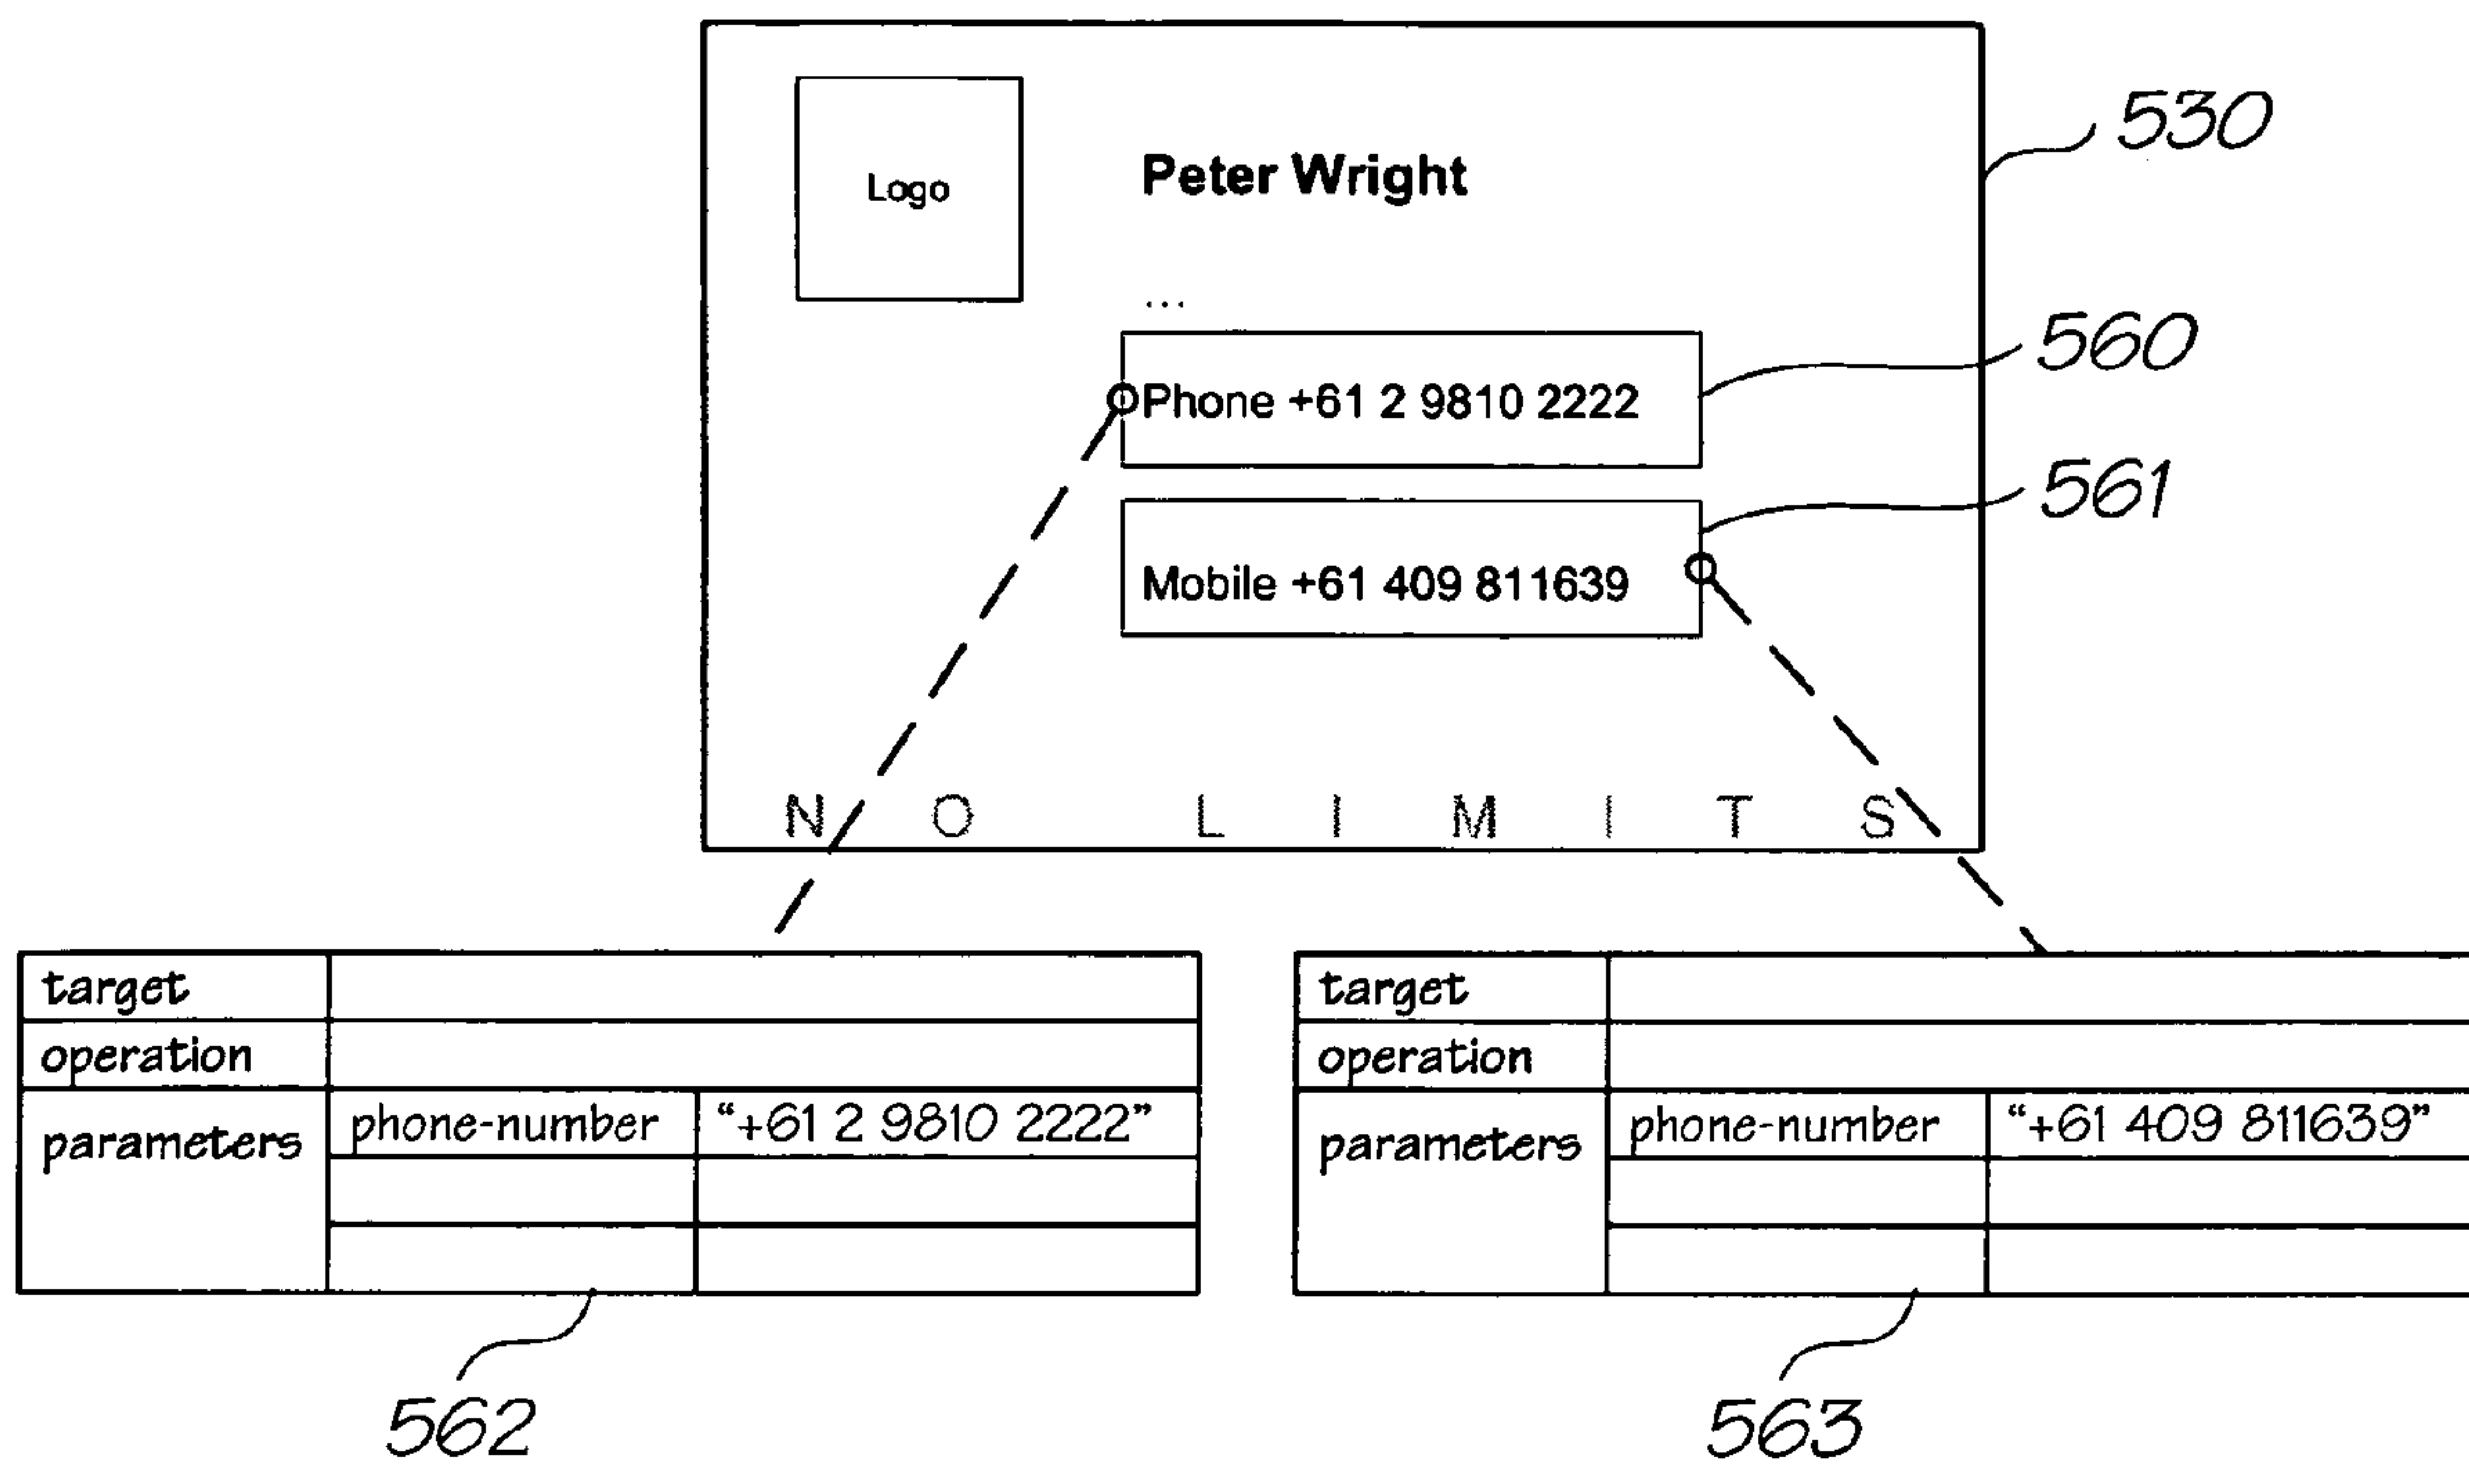 530
Logo
Peter Wright
...
560
Phone +61 2 9810 2222
561
Mobile +61 409 811639
N O L I M I T S
target
operation
parameters phone-number “+61 2 9810 2222”
562
target
operation
parameters phone-number “+61 409 811639”
563